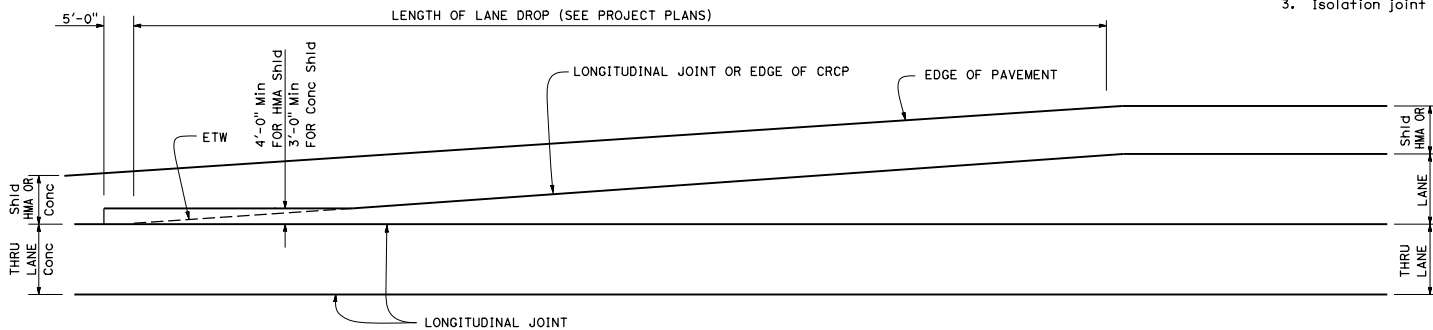 3. Isolation joint
5'-0"
LENGTH OF LANE DROP (SEE PROJECT PLANS)
4'-0" Min
FOR HMA Shld
3'-0" Min
FOR Conc Shld
LONGITUDINAL JOINT OR EDGE OF CRCP
EDGE OF PAVEMENT
ETW
Shld
HMA OR
Conc
THRU
LANE
Conc
Shld
HMA OR
LANE
THRU
LANE
LONGITUDINAL JOINT